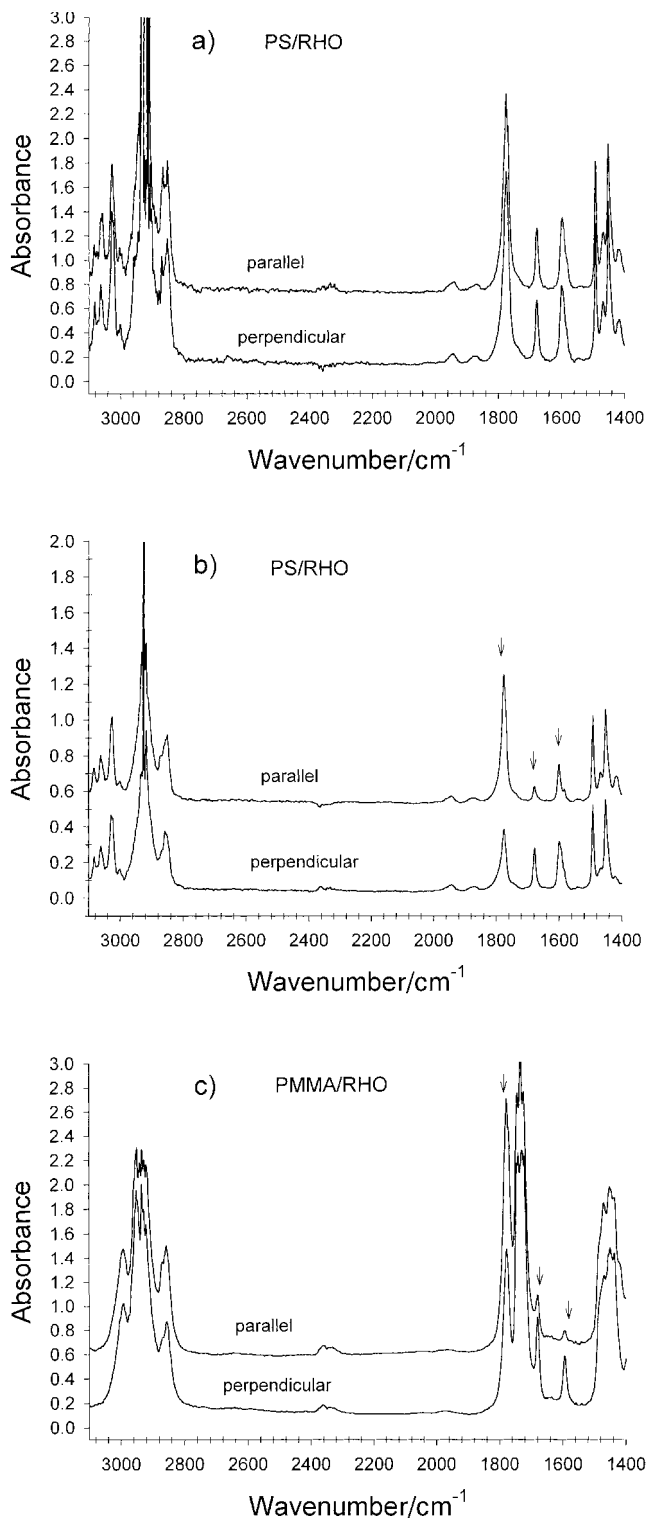 a) PS/RHO
3.0
2.8
2.6
2.4
2.2
2.0
1.8
1.6
1.4
1.2
1.0
0.8
0.6
0.4
0.2
0.0
Absorbance
parallel
perpendicular
3000 2800 2600 2400 2200 2000 1800 1600 1400
Wavenumber/cm⁻¹
b) PS/RHO
2.0
1.8
1.6
1.4
1.2
1.0
0.8
0.6
0.4
0.2
0.0
Absorbance
parallel
perpendicular
3000 2800 2600 2400 2200 2000 1800 1600 1400
Wavenumber/cm⁻¹
c) PMMA/RHO
3.0
2.8
2.6
2.4
2.2
2.0
1.8
1.6
1.4
1.2
1.0
0.8
0.6
0.4
0.2
0.0
Absorbance
parallel
perpendicular
3000 2800 2600 2400 2200 2000 1800 1600 1400
Wavenumber/cm⁻¹